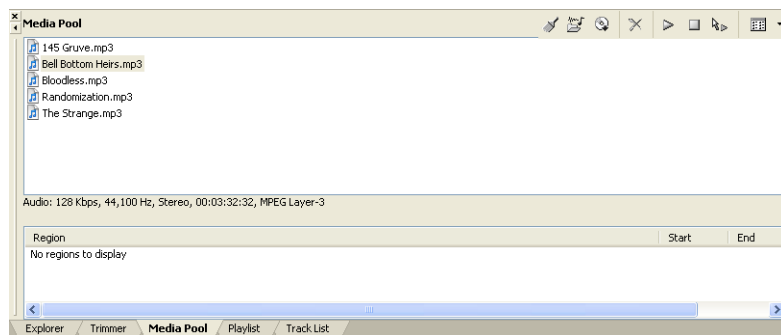 Media Pool
145 Gruve.mp3
Bell Bottom Heirs.mp3
Bloodless.mp3
Randomization.mp3
The Strange.mp3
Audio: 128 Kbps, 44,100 Hz, Stereo, 00:03:32:32, MPEG Layer-3
Region Start End
No regions to display
Explorer Trimmer Media Pool Playlist Track List